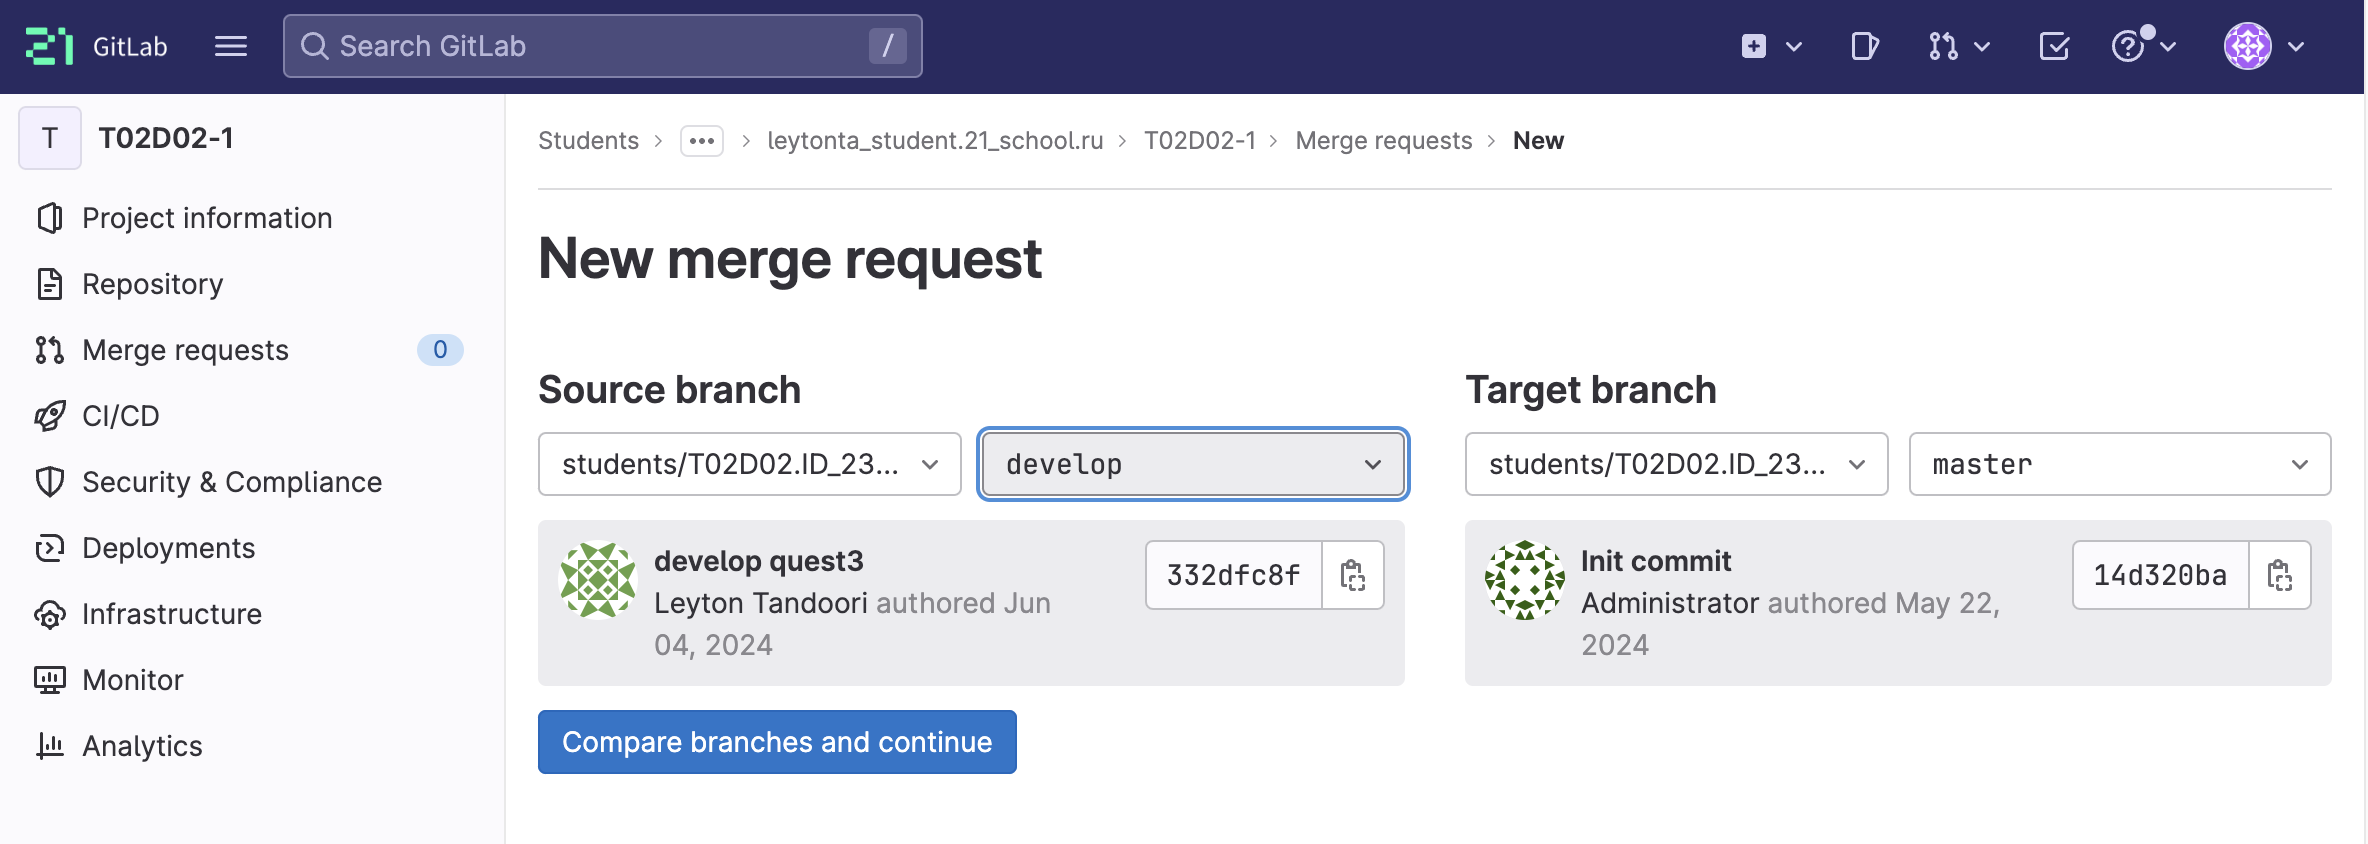 21 GitLab
Search GitLab
/
T
T02D02-1
Project information
Repository
Merge requests
0
CI/CD
Security & Compliance
Deployments
Infrastructure
Monitor
Analytics
Students > ••• > leytonta_student.21_school.ru > T02D02-1 > Merge requests > New
New merge request
Source branch
students/T02D02.ID_23...
develop
develop quest3
Leyton Tandoori authored Jun
04, 2024
332dfc8f
Compare branches and continue
Target branch
students/T02D02.ID_23...
master
Init commit
Administrator authored May 22,
2024
14d320ba